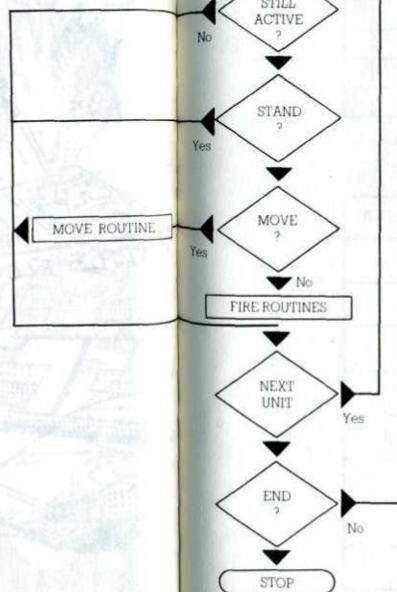 STILL
ACTIVE
?
No
STAND
?
Yes
MOVE
?
MOVE ROUTINE
Yes
No
FIRE ROUTINES
NEXT
UNIT
Yes
END
?
No
STOP